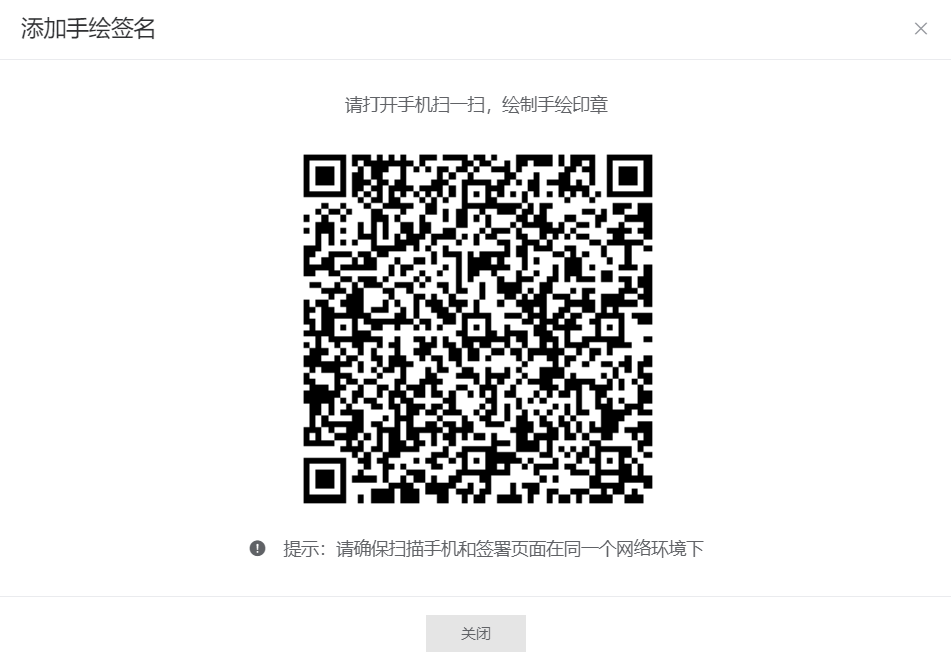 添加手绘签名
请打开手机扫一扫，绘制手绘印章
提示：请确保扫描手机和签署页面在同一个网络环境下
关闭